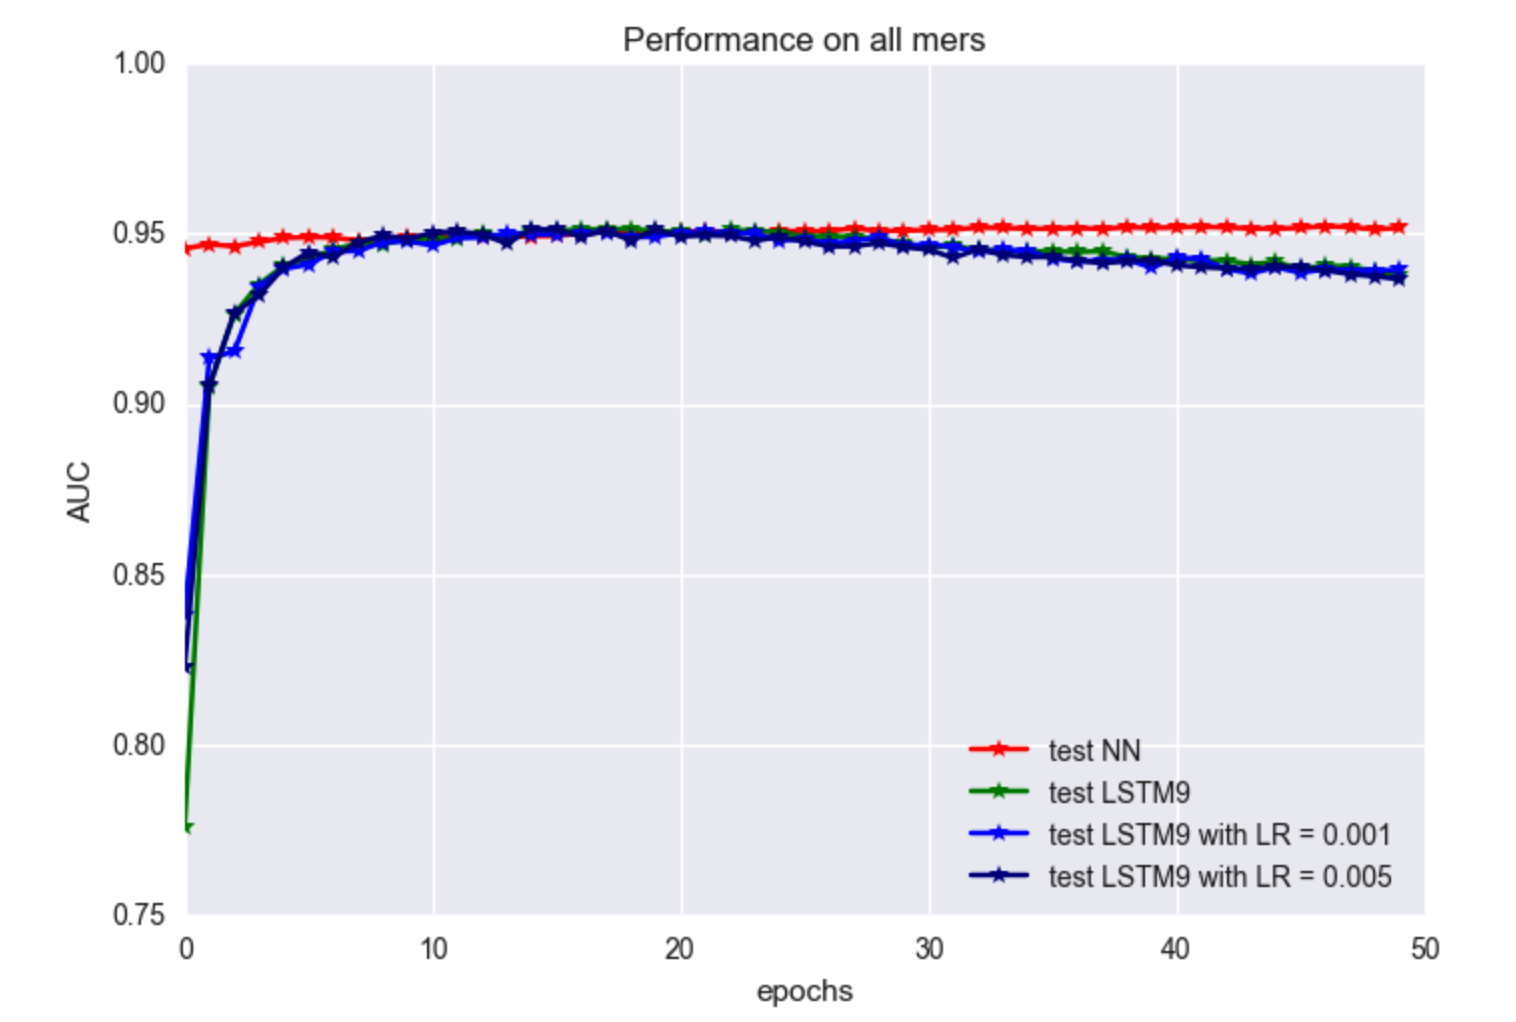 Performance on all mers
1.00
0.95
0.90
0.85
0.80
0.75
AUC
0 10 20 30 40 50
epochs
test NN
test LSTM9
test LSTM9 with LR = 0.001
test LSTM9 with LR = 0.005